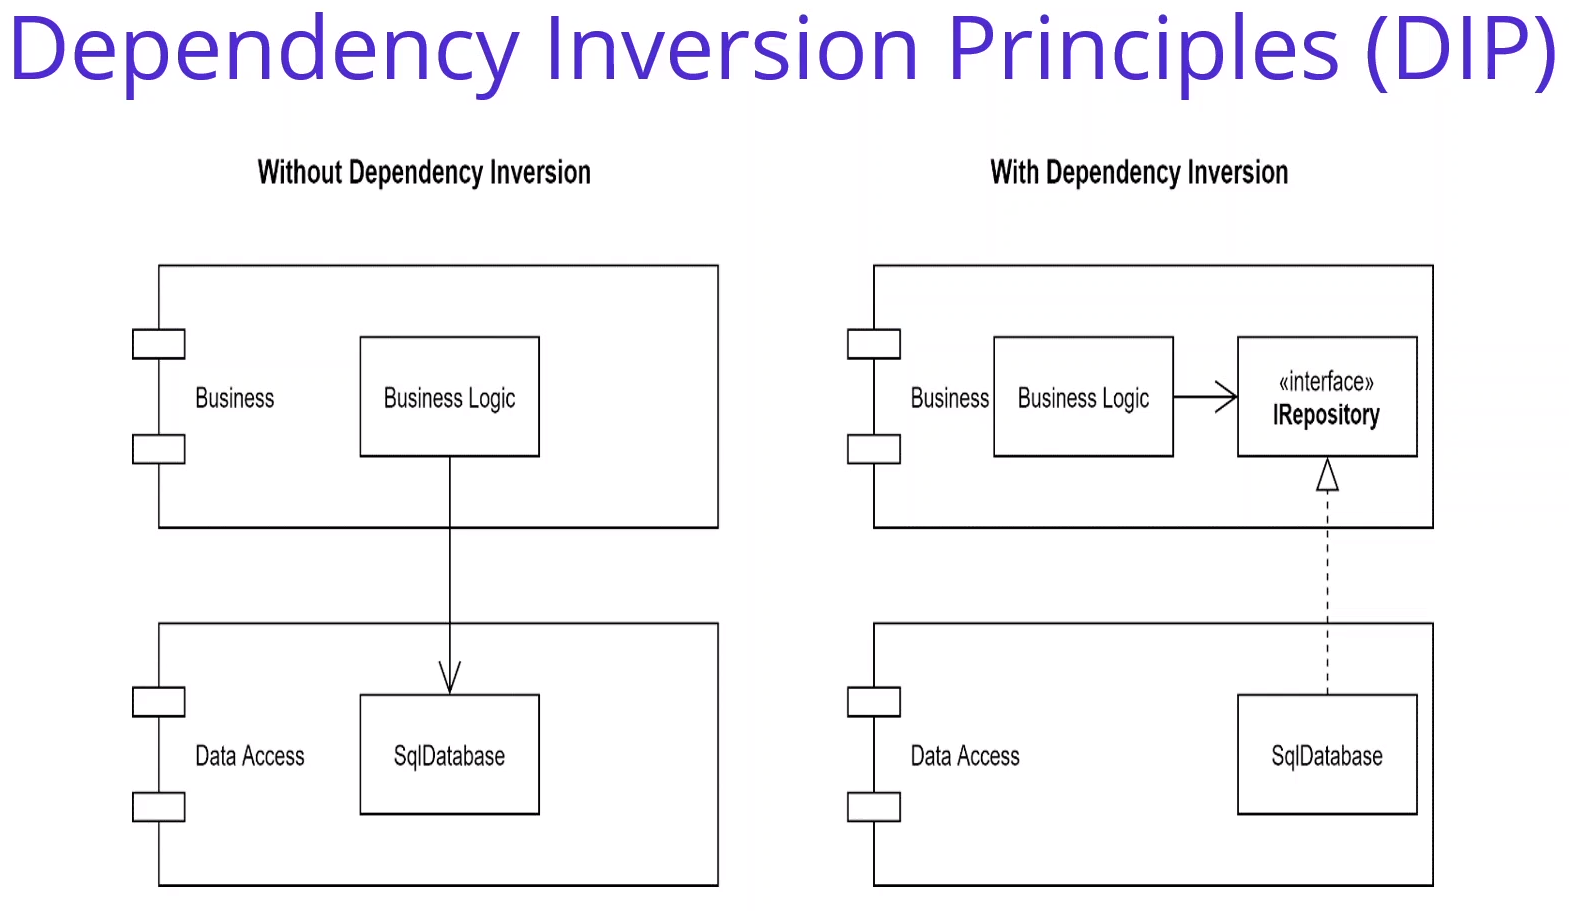 Dependency Inversion Principles (DIP)
Without Dependency Inversion
Business
Business Logic
Data Access
SqlDatabase
With Dependency Inversion
Business
Business Logic
«interface»
IRepository
Data Access
SqlDatabase